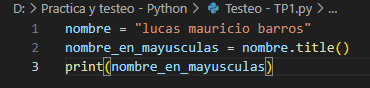 D: > Practica y testeo - Python > Testeo - TP1.py > ...
1 nombre = "lucas mauricio barros"
2 nombre_en_mayusculas = nombre.title()
3 print(nombre_en_mayusculas)